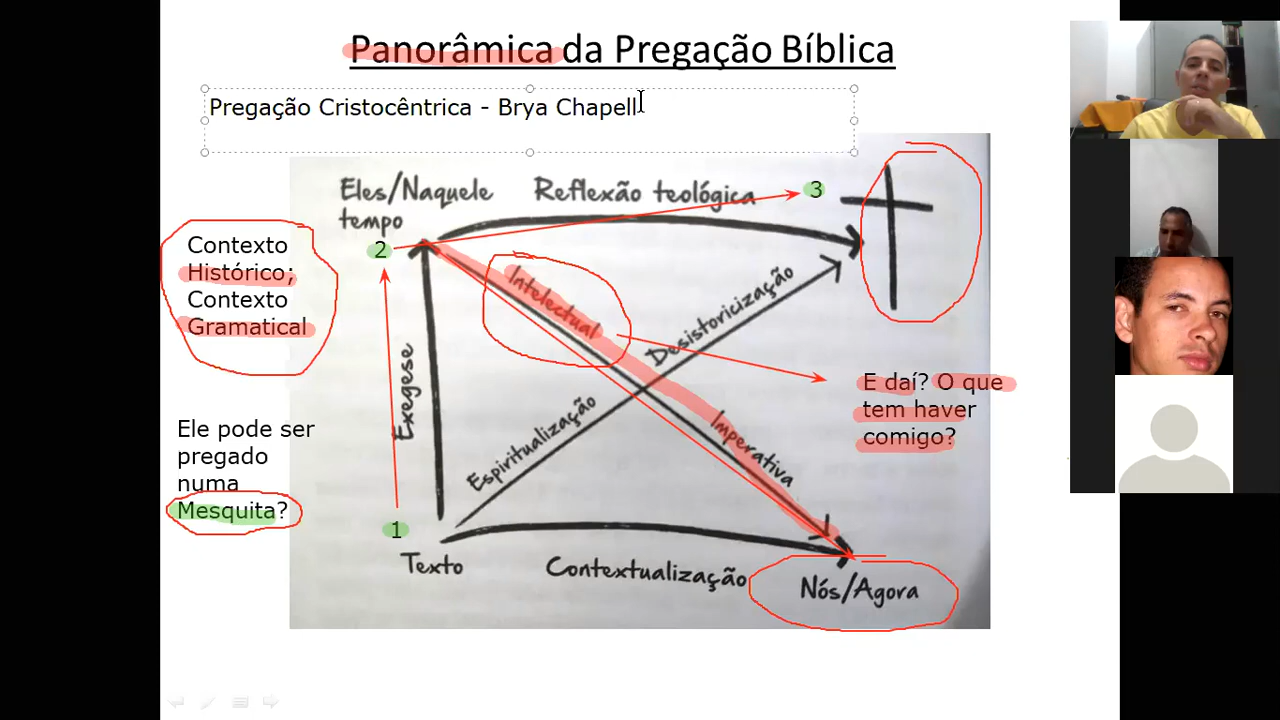 Panorâmica da Pregação Bíblica
Pregação Cristocêntrica - Brya Chapell
Eles/Naquele
tempo
Reflexão teológica
3
2
Contexto
Histórico;
Contexto
Gramatical
Intelectual
Desistoricização
Exegese
E daí? O que
tem haver
comigo?
Espiritualização
Imperativa
Ele pode ser
pregado
numa
Mesquita?
1
Texto
Contextualização
Nós/Agora